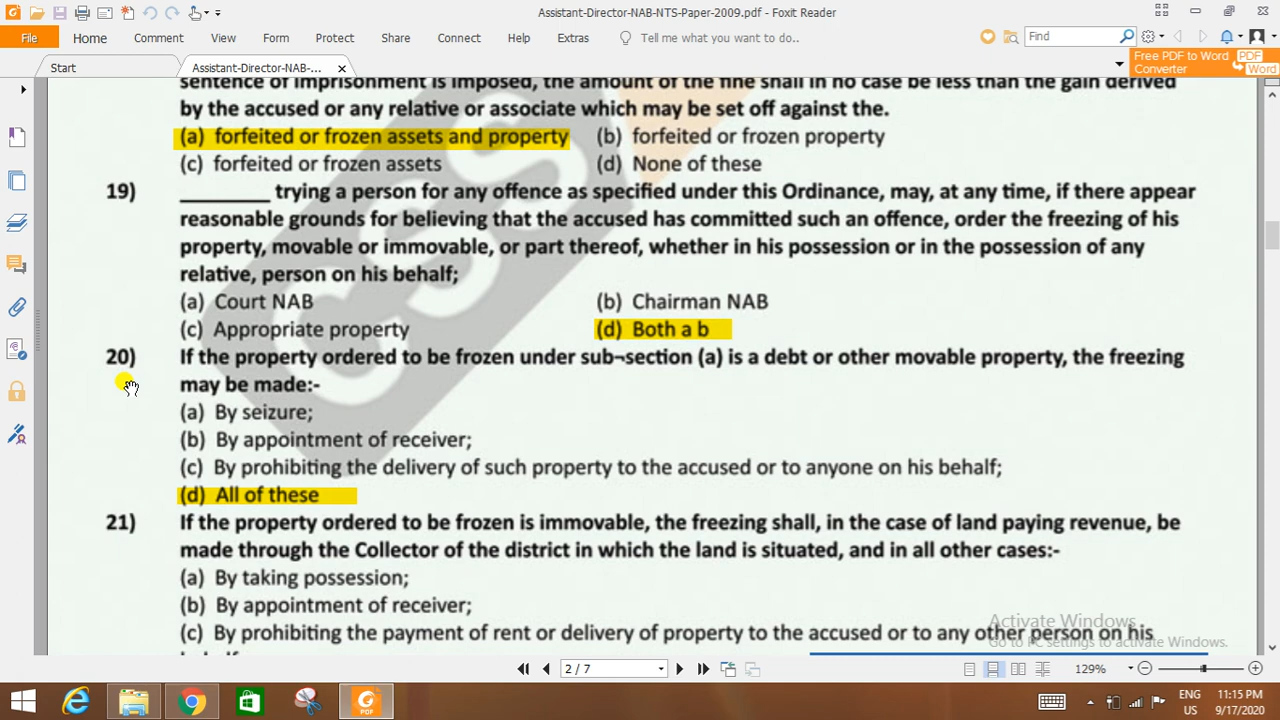 Assistant-Director-NAB-NTS-Paper-2009.pdf - Foxit Reader
File Home Comment View Form Protect Share Connect Help Extras Tell me what you want to do.. Find
Start Assistant-Director-NAB-... Free PDF to Word Converter PDF Word
sentence of imprisonment is imposed, the amount of the fine shall in no case be less than the gain derived
by the accused or any relative or associate which may be set off against the.
(a) forfeited or frozen assets and property (b) forfeited or frozen property
(c) forfeited or frozen assets (d) None of these
19) ________ trying a person for any offence as specified under this Ordinance, may, at any time, if there appear
reasonable grounds for believing that the accused has committed such an offence, order the freezing of his
property, movable or immovable, or part thereof, whether in his possession or in the possession of any
relative, person on his behalf;
(a) Court NAB (b) Chairman NAB
(c) Appropriate property (d) Both a b
20) If the property ordered to be frozen under sub¬section (a) is a debt or other movable property, the freezing
may be made:-
(a) By seizure;
(b) By appointment of receiver;
(c) By prohibiting the delivery of such property to the accused or to anyone on his behalf;
(d) All of these
21) If the property ordered to be frozen is immovable, the freezing shall, in the case of land paying revenue, be
made through the Collector of the district in which the land is situated, and in all other cases:-
(a) By taking possession;
(b) By appointment of receiver;
(c) By prohibiting the payment of rent or delivery of property to the accused or to any other person on his
Activate Windows
Go to PC settings to activate Windows.
CSS
2 / 7 129%
ENG 11:15 PM
US 9/17/2020